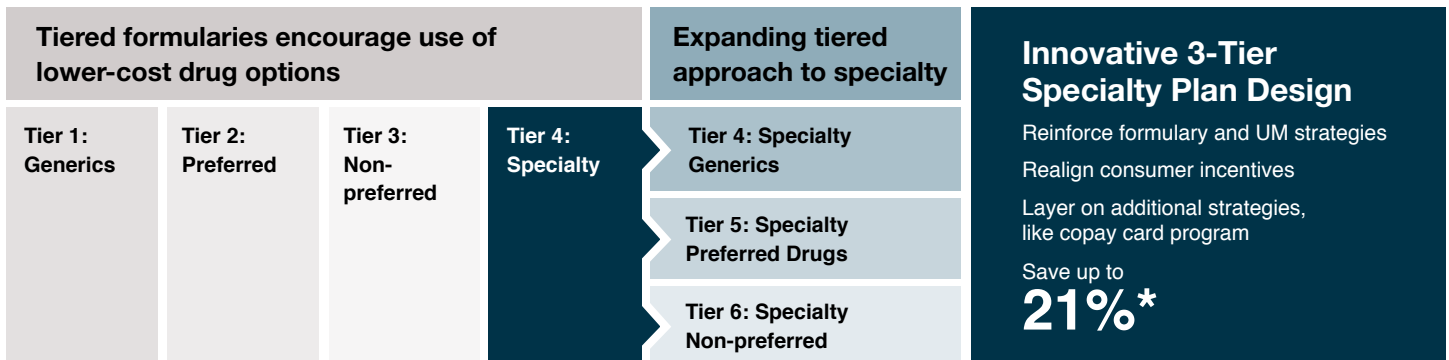 Tiered formularies encourage use of
lower-cost drug options
Expanding tiered
approach to specialty
Tier 1:
Generics
Tier 2:
Preferred
Tier 3:
Non-
preferred
Tier 4:
Specialty
Tier 4: Specialty
Generics
Tier 5: Specialty
Preferred Drugs
Tier 6: Specialty
Non-preferred
Innovative 3-Tier
Specialty Plan Design
Reinforce formulary and UM strategies
Realign consumer incentives
Layer on additional strategies,
like copay card program
Save up to
21%*